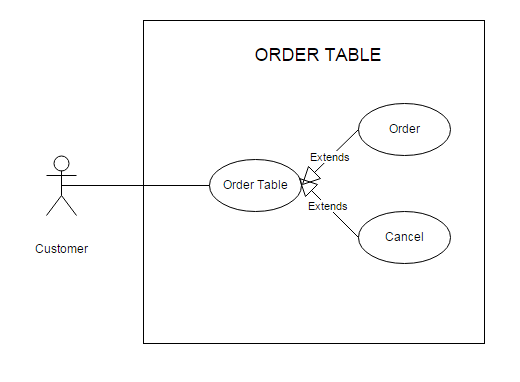 ORDER TABLE
Order
Extends
Order Table
Extends
Cancel
Customer